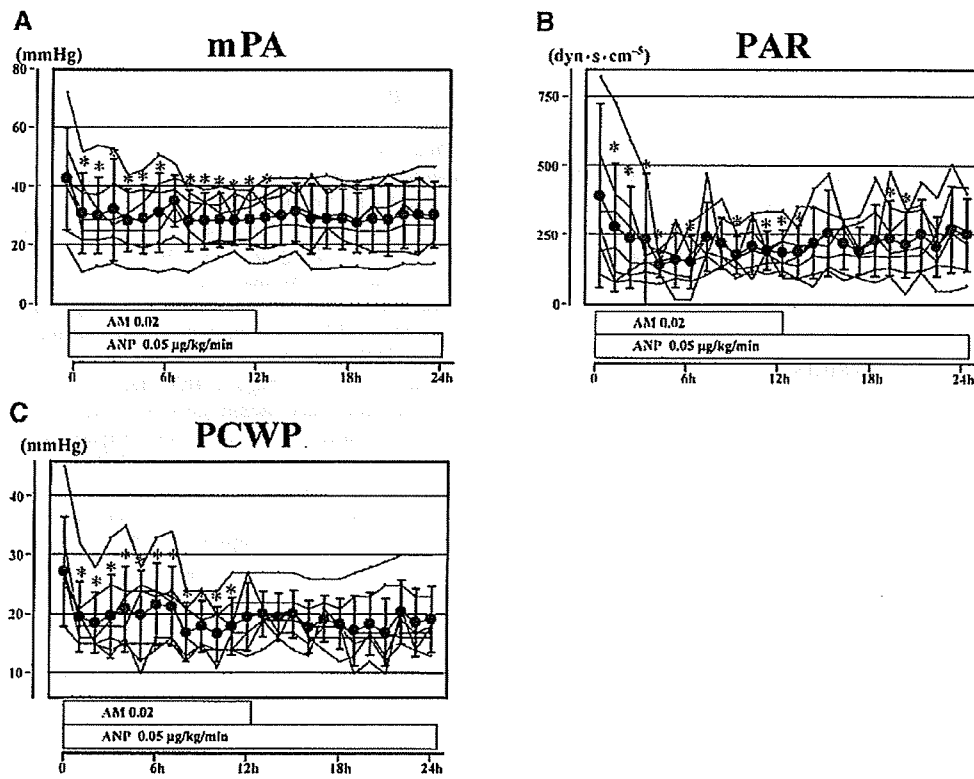 A
mPA
(mmHg)
80
60
40
20
0
* * * * * * * * * * * *
AM 0.02
ANP 0.05 µg/kg/min
0 6h 12h 18h 24h
B
PAR
(dyn·s·cm⁻⁵)
750
500
250
0
* * * * * * * * * * *
AM 0.02
ANP 0.05 µg/kg/min
0 6h 12h 18h 24h
C
PCWP
(mmHg)
40
30
20
10
* * * * * * * * * * *
AM 0.02
ANP 0.05 µg/kg/min
0 6h 12h 18h 24h